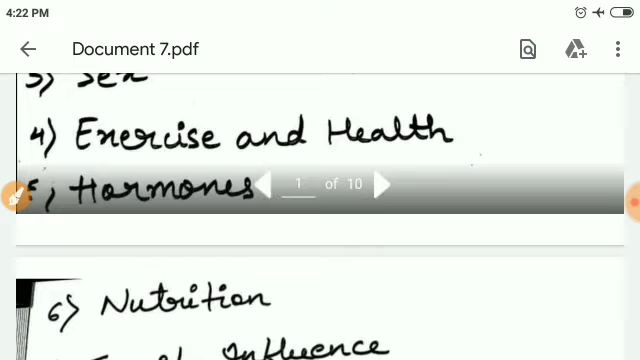 4:22 PM
Document 7.pdf
3) Sex
4) Exercise and Health
5) Hormones
1 of 10
6) Nutrition
Influence